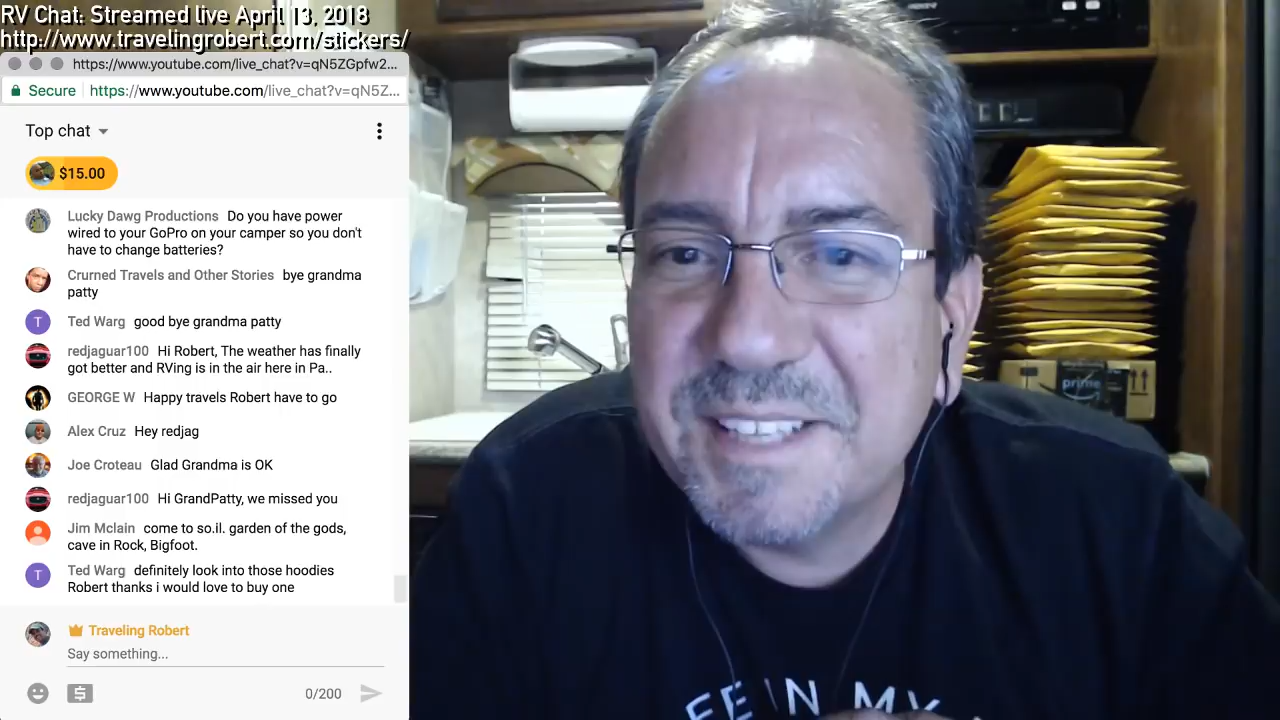 RV Chat: Streamed live April 13, 2018
http://www.travelingrobert.com/stickers/
https://www.youtube.com/live_chat?v=qN5ZGpfw2...
Secure https://www.youtube.com/live_chat?v=qN5Z...
Top chat
$15.00
Lucky Dawg Productions Do you have power
wired to your GoPro on your camper so you don't
have to change batteries?
Crurned Travels and Other Stories bye grandma
patty
T Ted Warg good bye grandma patty
redjaguar100 Hi Robert, The weather has finally
got better and RVing is in the air here in Pa..
GEORGE W Happy travels Robert have to go
Alex Cruz Hey redjag
Joe Croteau Glad Grandma is OK
redjaguar100 Hi GrandPatty, we missed you
Jim Mclain come to so.il. garden of the gods,
cave in Rock, Bigfoot.
T Ted Warg definitely look into those hoodies
Robert thanks i would love to buy one
Traveling Robert
Say something...
$ 0/200
prime
IN MY